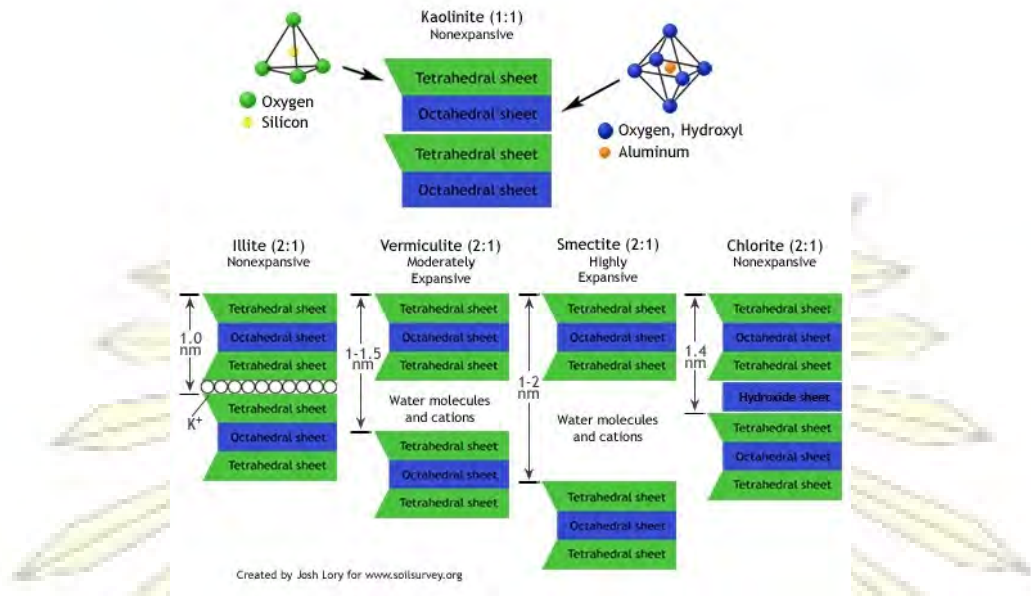 Kaolinite (1:1)
Nonexpansive
Tetrahedral sheet
Octahedral sheet
Tetrahedral sheet
Octahedral sheet
Oxygen
Silicon
Oxygen, Hydroxyl
Aluminum
Illite (2:1)
Nonexpansive
1.0
nm
Tetrahedral sheet
Octahedral sheet
Tetrahedral sheet
K+
Tetrahedral sheet
Octahedral sheet
Tetrahedral sheet
Vermiculite (2:1)
Moderately
Expansive
1-1.5
nm
Tetrahedral sheet
Octahedral sheet
Tetrahedral sheet
Water molecules
and cations
Tetrahedral sheet
Octahedral sheet
Tetrahedral sheet
Smectite (2:1)
Highly
Expansive
1-2
nm
Tetrahedral sheet
Octahedral sheet
Tetrahedral sheet
Water molecules
and cations
Tetrahedral sheet
Octahedral sheet
Tetrahedral sheet
Chlorite (2:1)
Nonexpansive
1.4
nm
Tetrahedral sheet
Octahedral sheet
Tetrahedral sheet
Hydroxide sheet
Tetrahedral sheet
Octahedral sheet
Tetrahedral sheet
Created by Josh Lory for www.soilsurvey.org